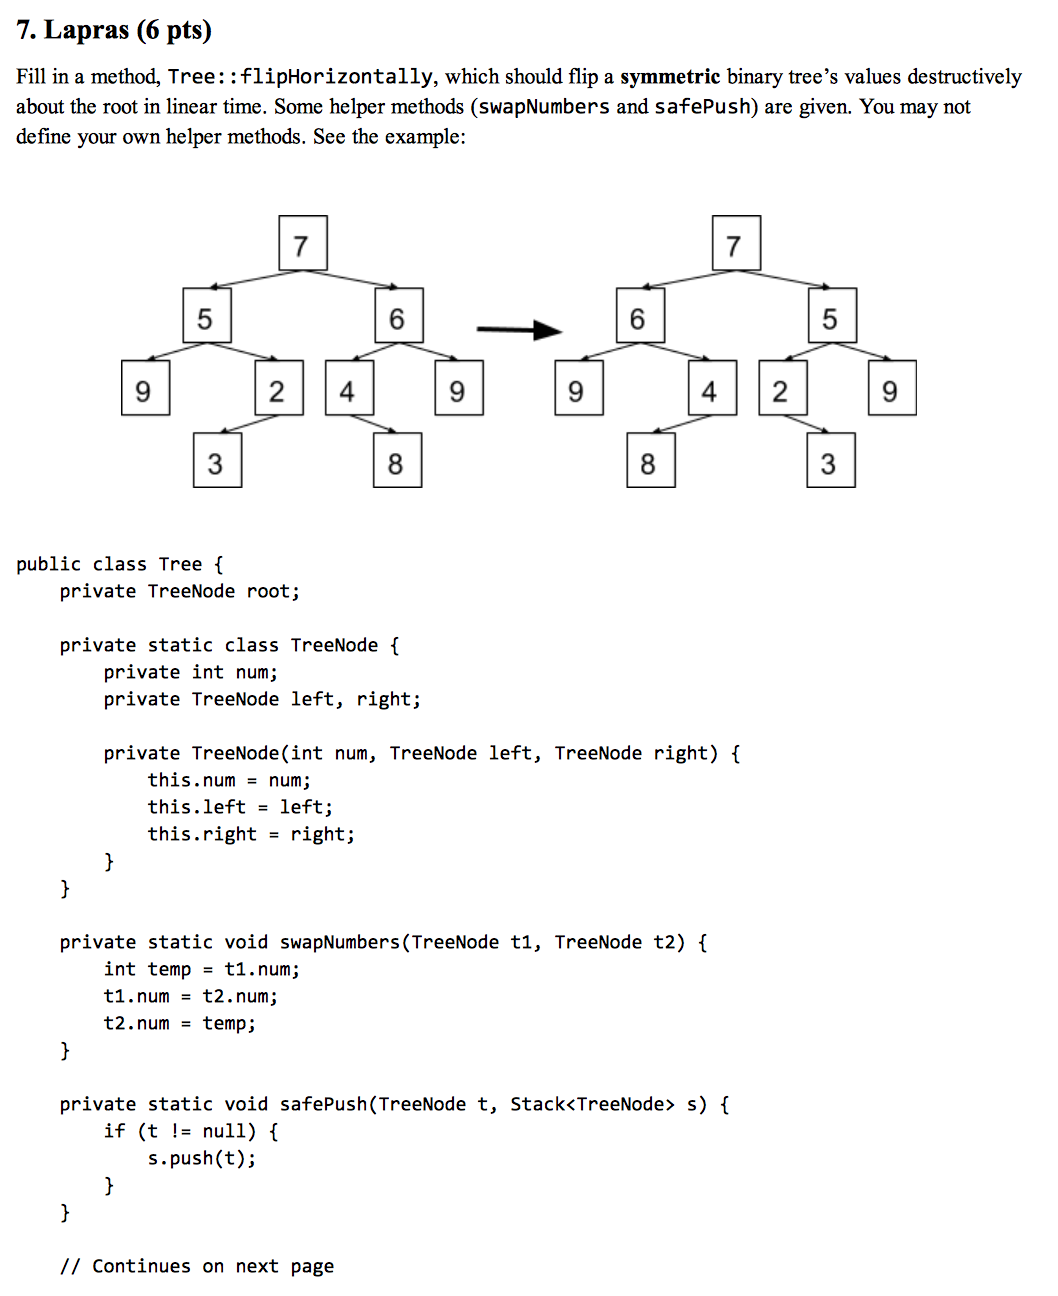 7. Lapras (6 pts)
Fill in a method, Tree::flipHorizontally, which should flip a symmetric binary tree’s values destructively
about the root in linear time. Some helper methods (swapNumbers and safePush) are given. You may not
define your own helper methods. See the example:
7 7
5 6 6 5
9 2 4 9 9 4 2 9
3 8 8 3
public class Tree {
    private TreeNode root;
    private static class TreeNode {
        private int num;
        private TreeNode left, right;
        private TreeNode(int num, TreeNode left, TreeNode right) {
            this.num = num;
            this.left = left;
            this.right = right;
        }
    }
    private static void swapNumbers(TreeNode t1, TreeNode t2) {
        int temp = t1.num;
        t1.num = t2.num;
        t2.num = temp;
    }
    private static void safePush(TreeNode t, Stack<TreeNode> s) {
        if (t != null) {
            s.push(t);
        }
    }
    // Continues on next page